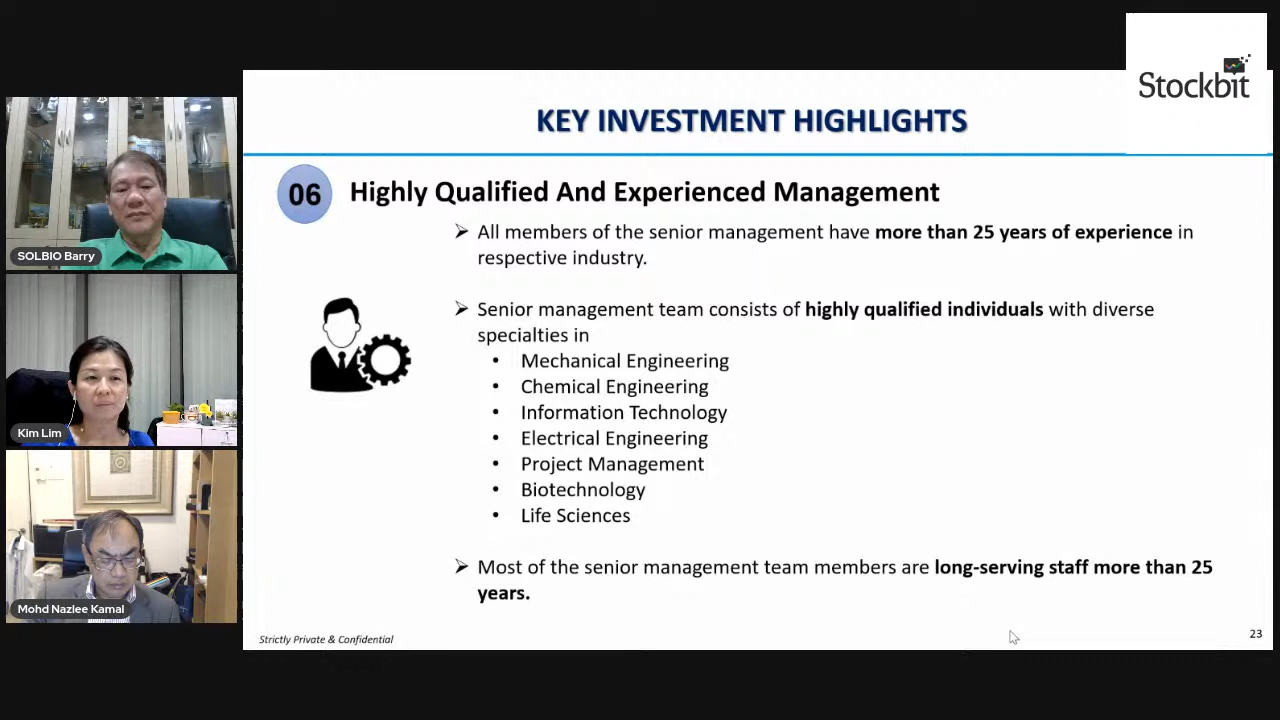 Stockbit
KEY INVESTMENT HIGHLIGHTS
06
Highly Qualified And Experienced Management
➢ All members of the senior management have more than 25 years of experience in
respective industry.
➢ Senior management team consists of highly qualified individuals with diverse
specialties in
• Mechanical Engineering
• Chemical Engineering
• Information Technology
• Electrical Engineering
• Project Management
• Biotechnology
• Life Sciences
➢ Most of the senior management team members are long-serving staff more than 25
years.
Strictly Private & Confidential
23
SOLBIO Barry
Kim Lim
Mohd Nazlee Kamal